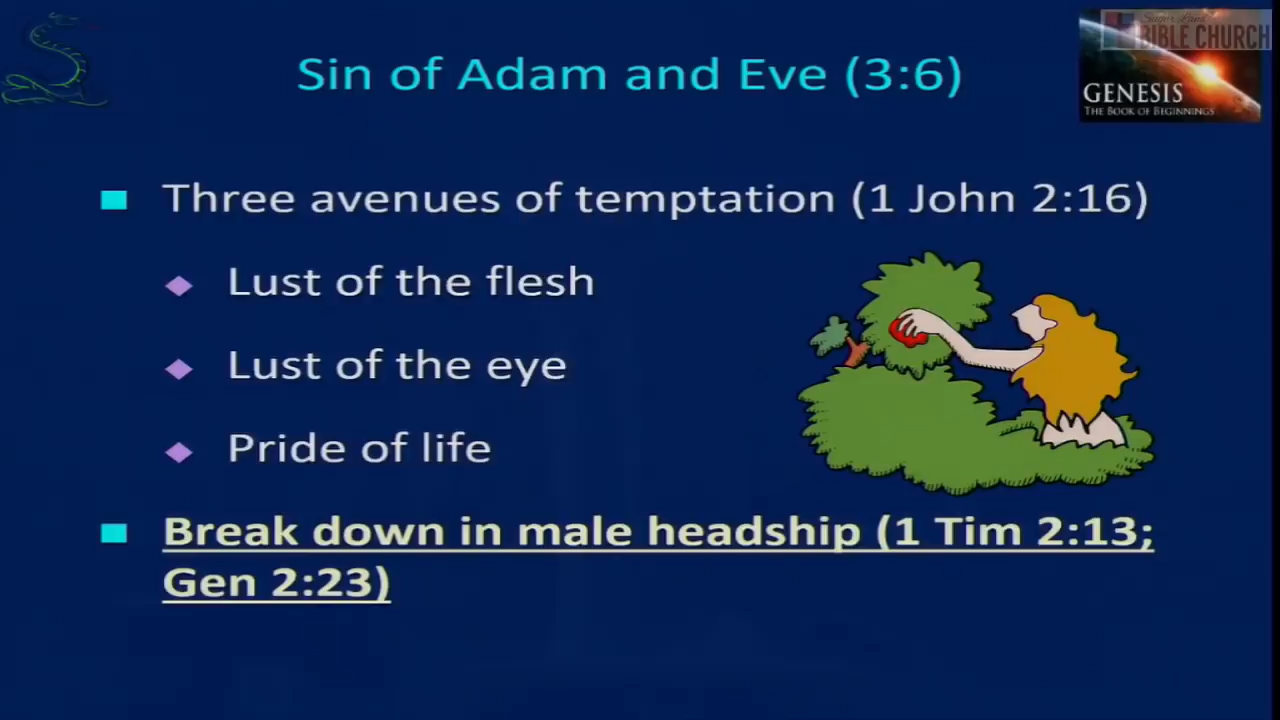 Sin of Adam and Eve (3:6)
Sugar Land
BIBLE CHURCH
GENESIS
THE BOOK OF BEGINNINGS
Three avenues of temptation (1 John 2:16)
Lust of the flesh
Lust of the eye
Pride of life
Break down in male headship (1 Tim 2:13;
Gen 2:23)